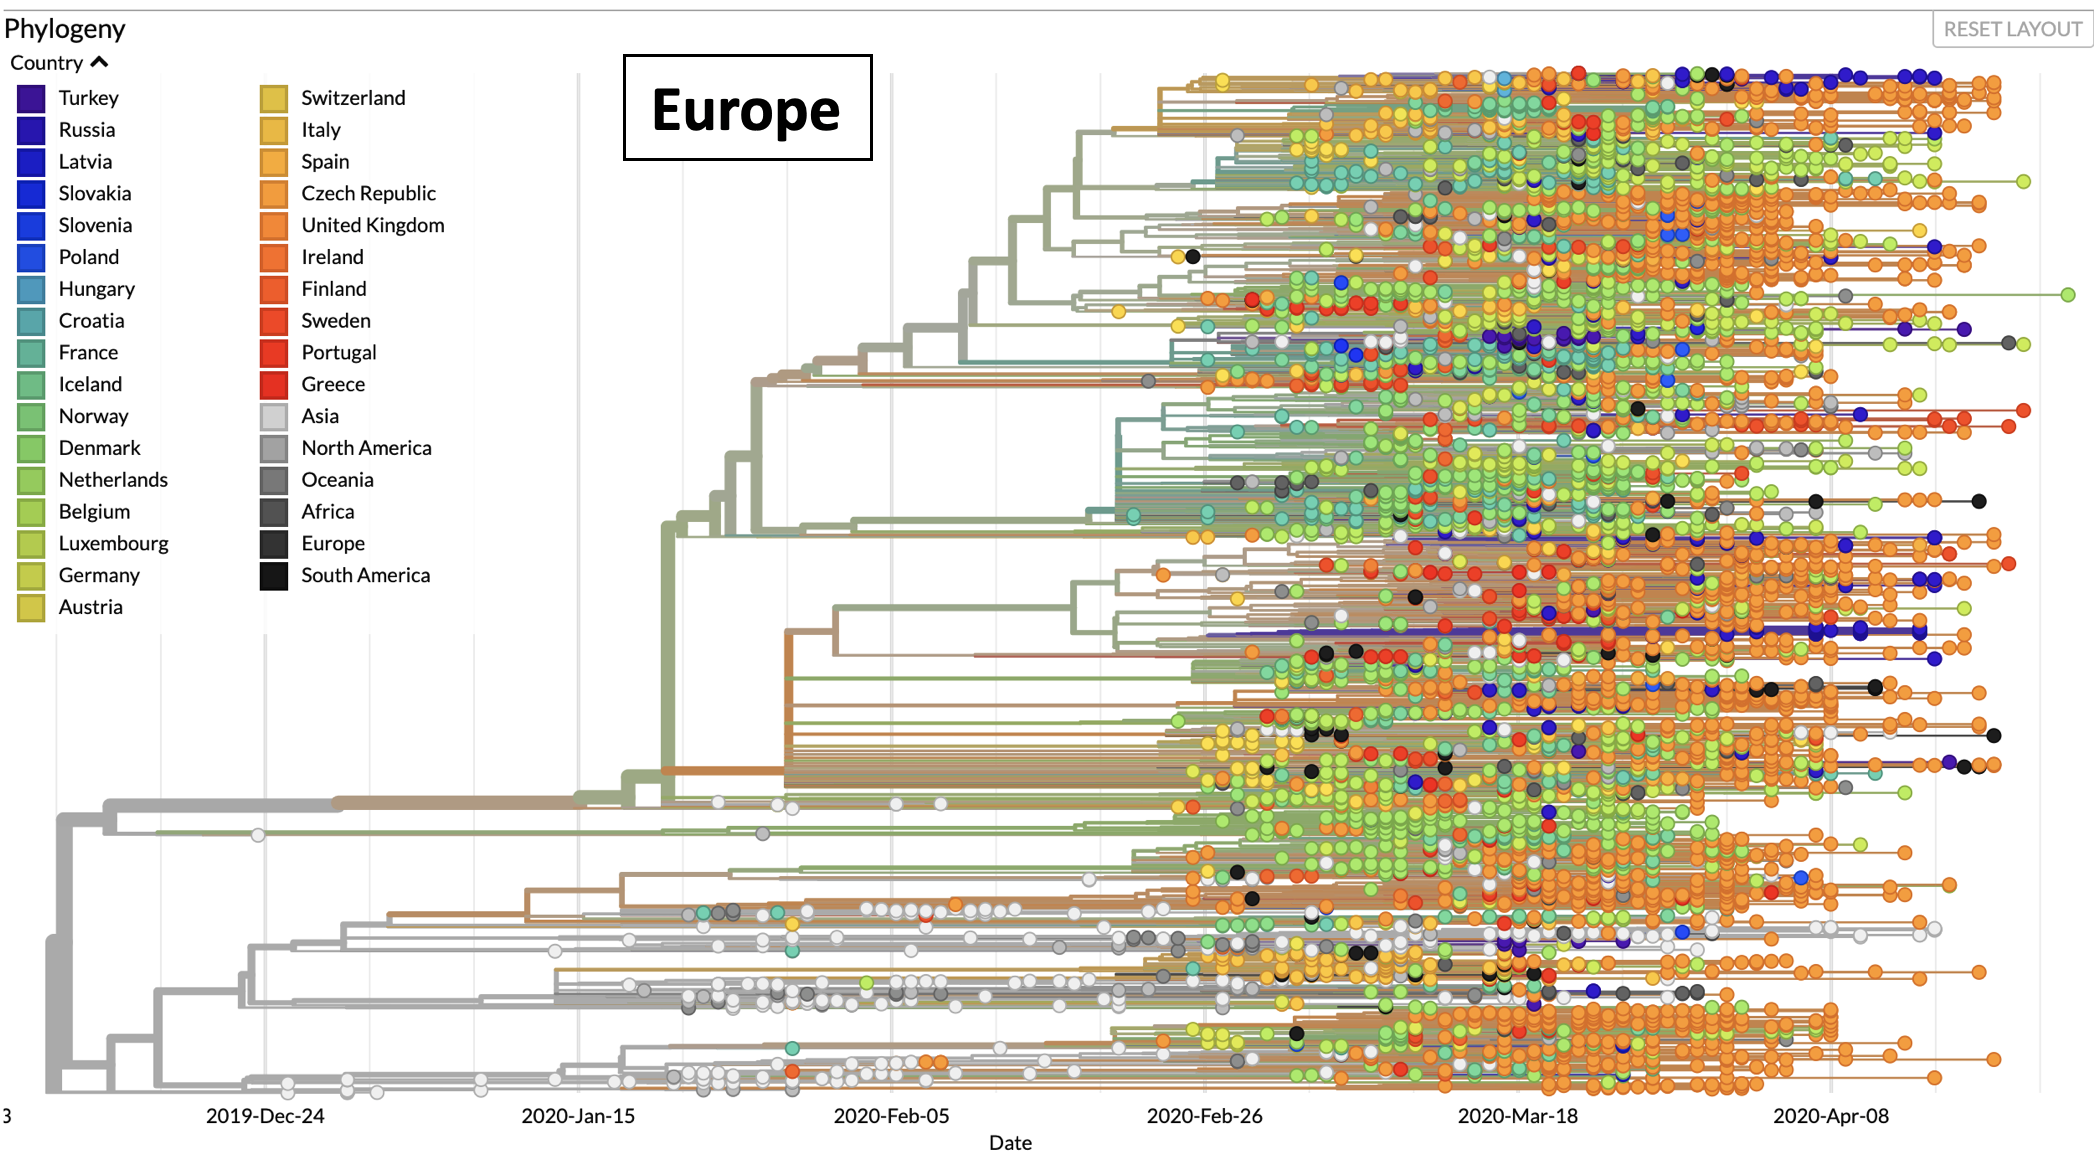 Phylogeny
RESET LAYOUT
Country
Europe
Turkey
Russia
Latvia
Slovakia
Slovenia
Poland
Hungary
Croatia
France
Iceland
Norway
Denmark
Netherlands
Belgium
Luxembourg
Germany
Austria
Switzerland
Italy
Spain
Czech Republic
United Kingdom
Ireland
Finland
Sweden
Portugal
Greece
Asia
North America
Oceania
Africa
Europe
South America
3 2019-Dec-24 2020-Jan-15 2020-Feb-05 2020-Feb-26 2020-Mar-18 2020-Apr-08
Date